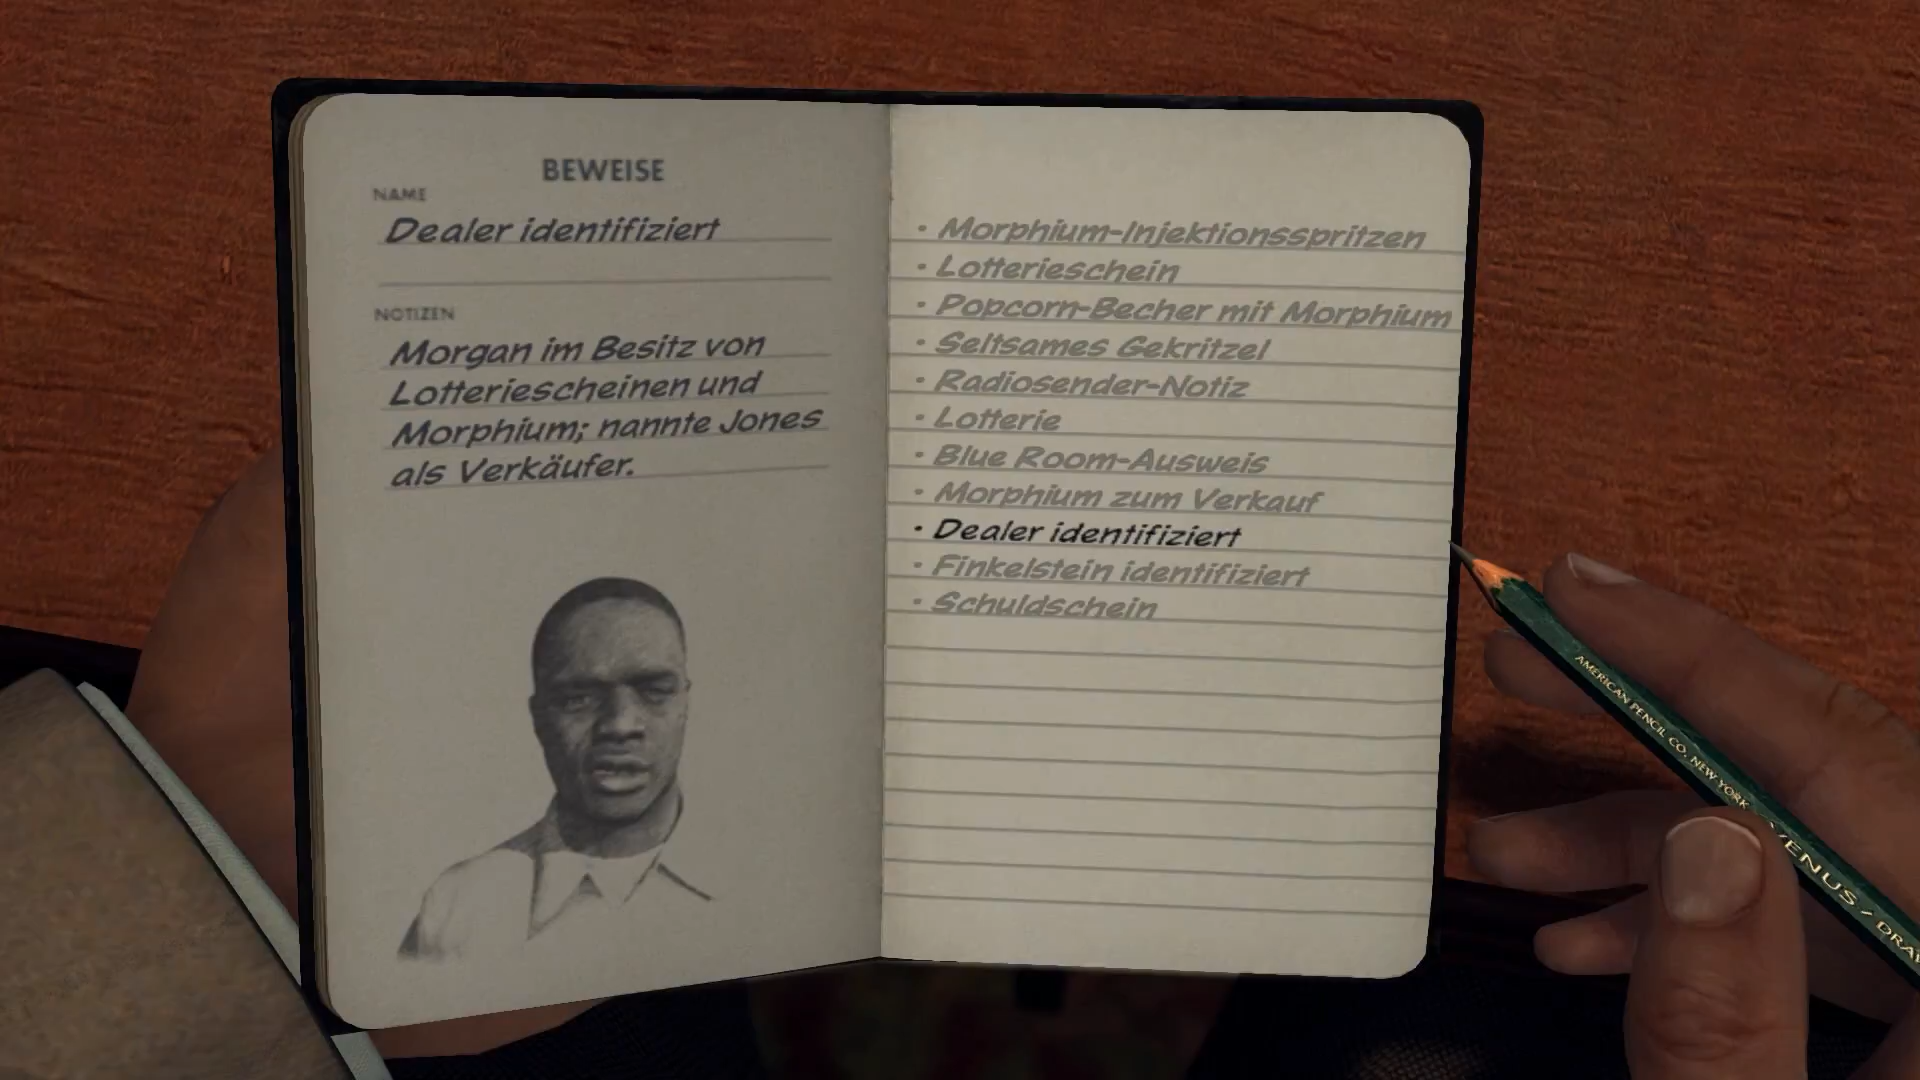 BEWEISE
NAME
Dealer identifiziert
NOTIZEN
Morgan im Besitz von
Lotteriescheinen und
Morphium; nannte Jones
als Verkäufer.
• Morphium-Injektionsspritzen
• Lotterieschein
• Popcorn-Becher mit Morphium
• Seltsames Gekritzel
• Radiosender-Notiz
• Lotterie
• Blue Room-Ausweis
• Morphium zum Verkauf
• Dealer identifiziert
• Finkelstein identifiziert
• Schuldschein
AMERICAN PENCIL CO. NEW YORK
VENUS / DRA